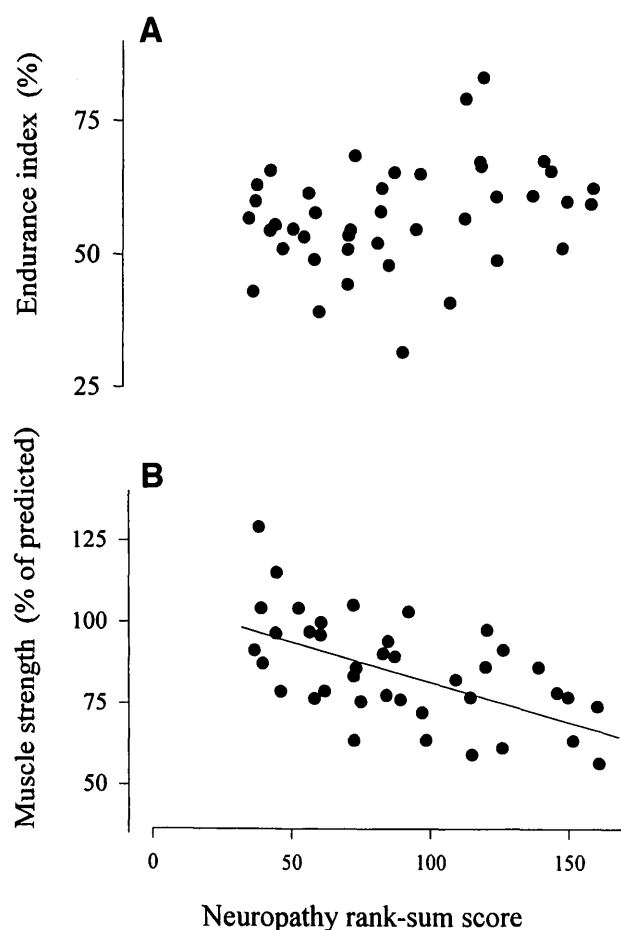 A
Endurance index (%)
75
50
25
B
Muscle strength (% of predicted)
125
100
75
50
0 50 100 150
Neuropathy rank-sum score